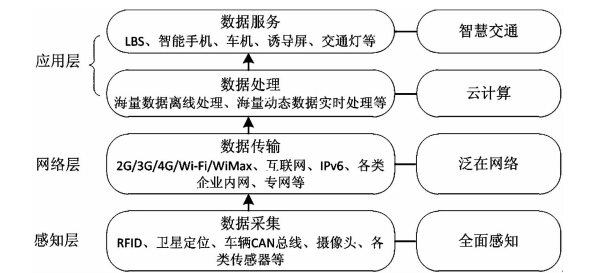 数据服务
LBS、智能手机、车机、诱导屏、交通灯等
智慧交通
应用层
数据处理
海量数据离线处理、海量动态数据实时处理等
云计算
数据传输
2G/3G/4G/Wi-Fi/WiMax、互联网、IPv6、各类
企业内网、专网等
网络层
泛在网络
数据采集
RFID、卫星定位、车辆CAN总线、摄像头、各
类传感器等
感知层
全面感知